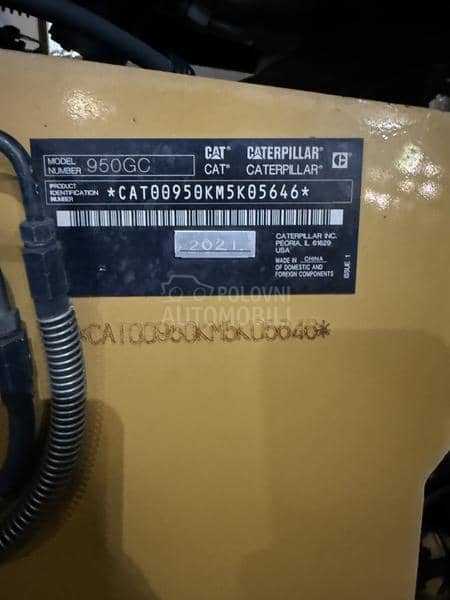 MODEL NUMBER 950GC CAT CATERPILLAR C
CAT® CATERPILLAR®
PRODUCT IDENTIFICATION NUMBER *CAT00950KM5K05646*
2021
CATERPILLAR INC.
PEORIA, IL 61629
USA
MADE IN CHINA
OF DOMESTIC AND
FOREIGN COMPONENTS
ISSUE 1
POLOVNI
AUTOMOBILI
*CAT00950KM5K05646*